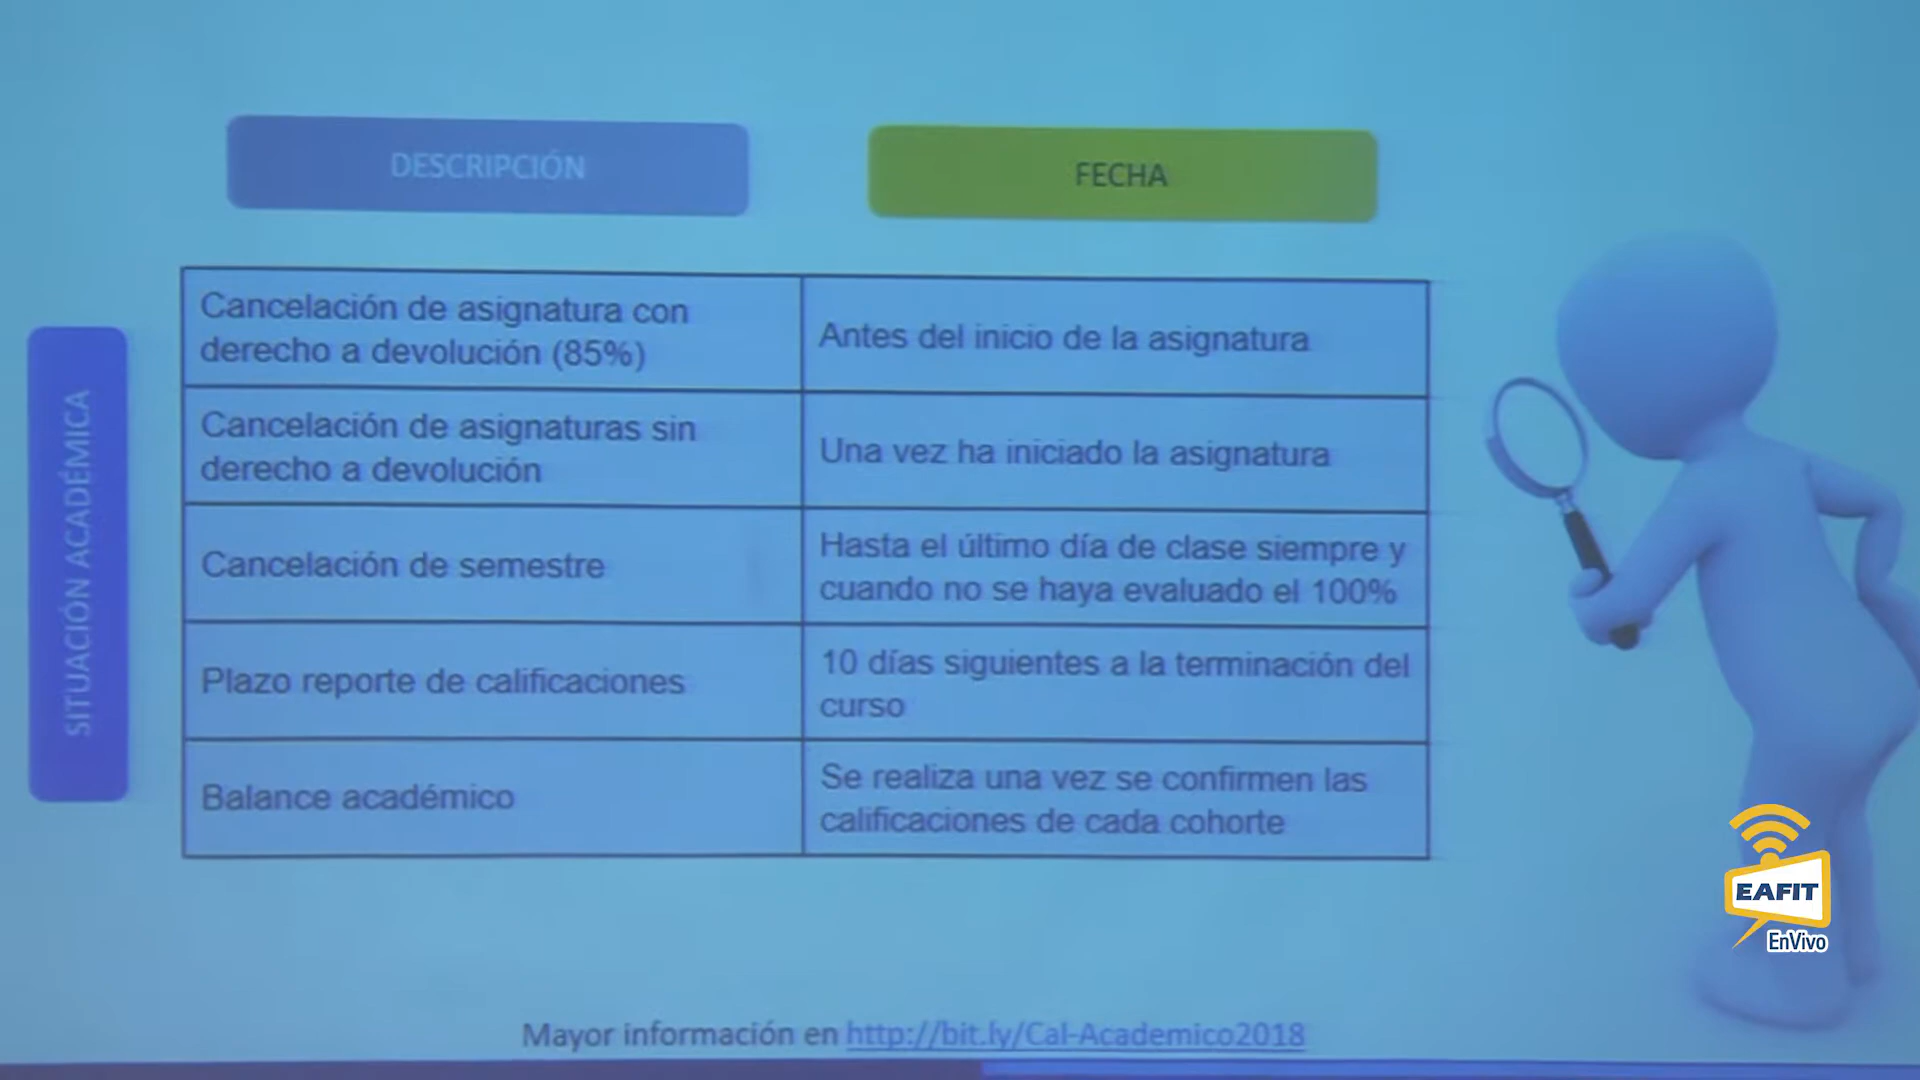 DESCRIPCIÓN
FECHA
SITUACIÓN ACADÉMICA
Cancelación de asignatura con
derecho a devolución (85%)
Antes del inicio de la asignatura
Cancelación de asignaturas sin
derecho a devolución
Una vez ha iniciado la asignatura
Cancelación de semestre
Hasta el último día de clase siempre y
cuando no se haya evaluado el 100%
Plazo reporte de calificaciones
10 días siguientes a la terminación del
curso
Balance académico
Se realiza una vez se confirmen las
calificaciones de cada cohorte
EAFIT
EnVivo
Mayor información en http://bit.ly/Cal-Academico2018